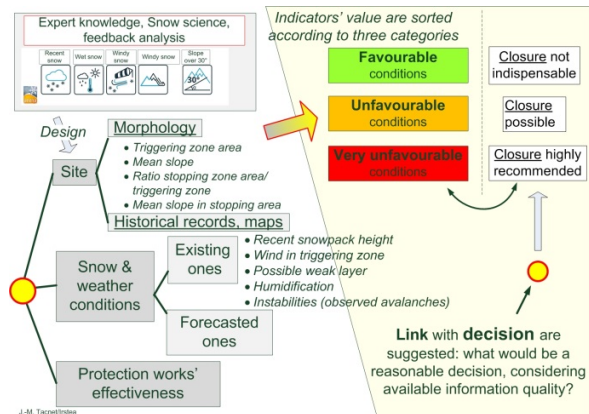 Expert knowledge, Snow science,
feedback analysis
Recent
snow
Wet snow
Windy
snow
Windy snow
Slope
over 30°
30°
Design
Site
Morphology
• Triggering zone area
• Mean slope
• Ratio stopping zone area/
triggering zone
• Mean slope in stopping area
Historical records, maps
Snow &
weather
conditions
Existing
ones
• Recent snowpack height
• Wind in triggering zone
• Possible weak layer
• Humidification
• Instabilities (observed avalanches)
Forecasted
ones
Protection works'
effectiveness
J.-M. Tacnet/Irstea
Indicators' value are sorted
according to three categories
Favourable
conditions
Closure not
indispensable
Unfavourable
conditions
Closure
possible
Very unfavourable
conditions
Closure highly
recommended
Link with decision are
suggested: what would be a
reasonable decision, considering
available information quality?